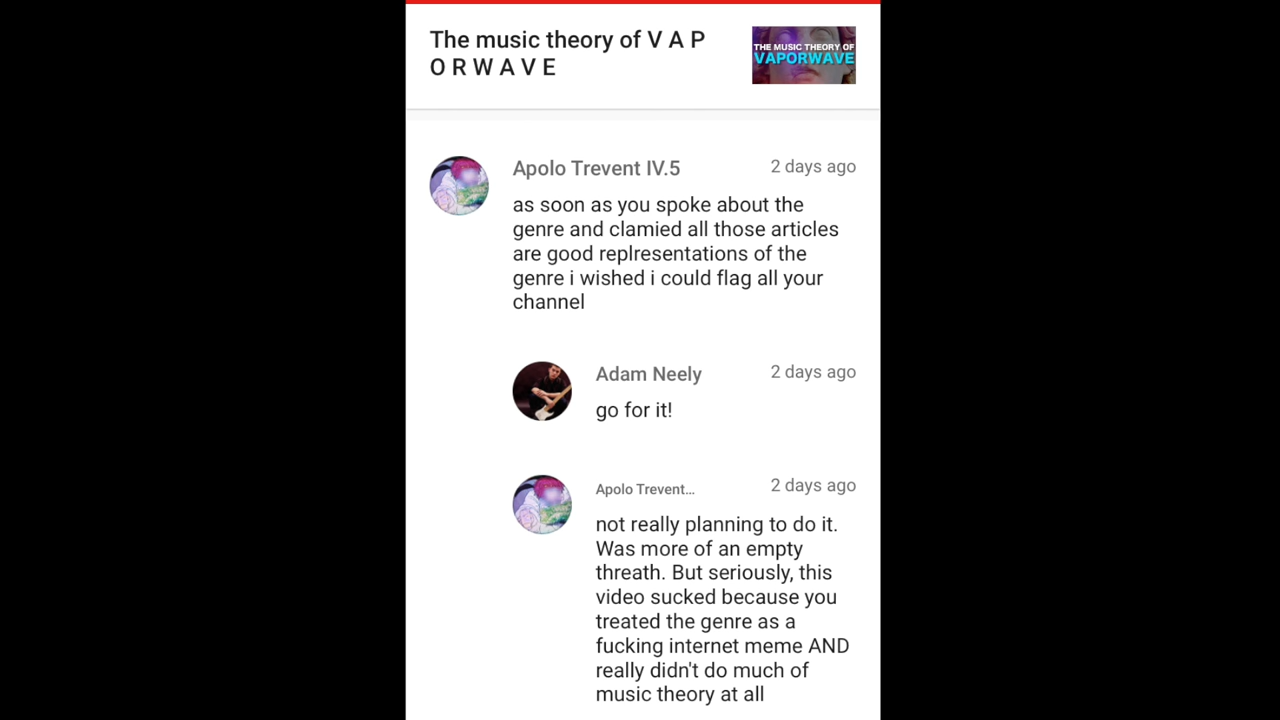 The music theory of V A P
O R W A V E
THE MUSIC THEORY OF
VAPORWAVE
Apolo Trevent IV.5
2 days ago
as soon as you spoke about the
genre and clamied all those articles
are good replresentations of the
genre i wished i could flag all your
channel
Adam Neely
2 days ago
go for it!
Apolo Trevent...
2 days ago
not really planning to do it.
Was more of an empty
threath. But seriously, this
video sucked because you
treated the genre as a
fucking internet meme AND
really didn't do much of
music theory at all